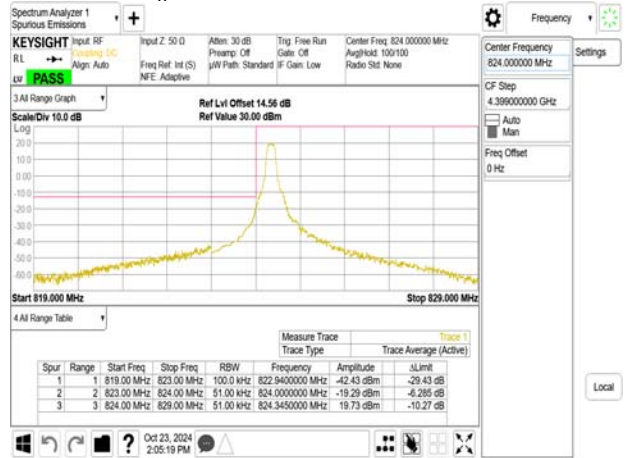 Spectrum Analyzer 1
Spurious Emissions
Frequency
KEYSIGHT Input: RF Input Z: 50 Ω Atten: 30 dB Trig: Free Run Center Freq: 824.000000 MHz
RL Coupling: DC Preamp: Off Gate: Off Avg|Hold: 100/100
Align: Auto Freq Ref: Int (S) µW Path: Standard IF Gain: Low Radio Std: None
NFE: Adaptive
PASS
Center Frequency
824.000000 MHz
Settings
CF Step
4.399000000 GHz
Auto
Man
Freq Offset
0 Hz
3 All Range Graph
Ref Lvl Offset 14.56 dB
Scale/Div 10.0 dB Ref Value 30.00 dBm
Log
20.0
10.0
0.00
-10.0
-20.0
-30.0
-40.0
-50.0
-60.0
Start 819.000 MHz Stop 829.000 MHz
4 All Range Table
Measure Trace Trace 1
Trace Type Trace Average (Active)
Spur Range Start Freq Stop Freq RBW Frequency Amplitude ΔLimit
1 1 819.00 MHz 823.00 MHz 100.0 kHz 822.9400000 MHz -42.43 dBm -29.43 dB
2 2 823.00 MHz 824.00 MHz 51.00 kHz 824.0000000 MHz -19.29 dBm -6.285 dB
3 3 824.00 MHz 829.00 MHz 51.00 kHz 824.3450000 MHz 19.73 dBm -10.27 dB
Local
Oct 23, 2024
2:05:19 PM